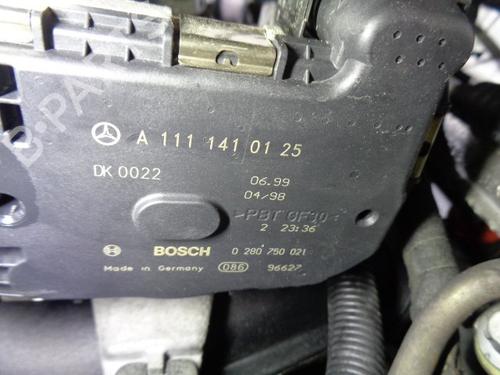 A 111 141 01 25
DK 0022
06.99
04/98
>PBT GF30<
2 23:36
BOSCH 0 280 750 021
Made in Germany 086 96627